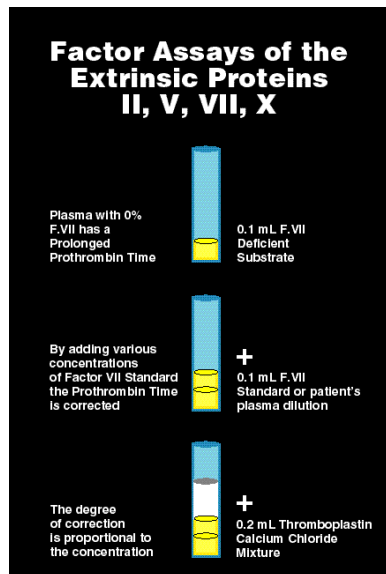 Factor Assays of the
Extrinsic Proteins
II, V, VII, X
Plasma with 0%
F.VII has a
Prolonged
Prothrombin Time
0.1 mL F.VII
Deficient
Substrate
By adding various
concentrations
of Factor VII Standard
the Prothrombin Time
is corrected
+
0.1 mL F.VII
Standard or patient's
plasma dilution
The degree
of correction
is proportional to
the concentration
+
0.2 mL Thromboplastin
Calcium Chloride
Mixture